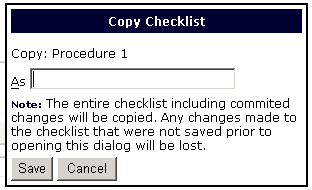 Copy Checklist
Copy: Procedure 1
As
Note: The entire checklist including commited
changes will be copied. Any changes made to
the checklist that were not saved prior to
opening this dialog will be lost.
Save Cancel